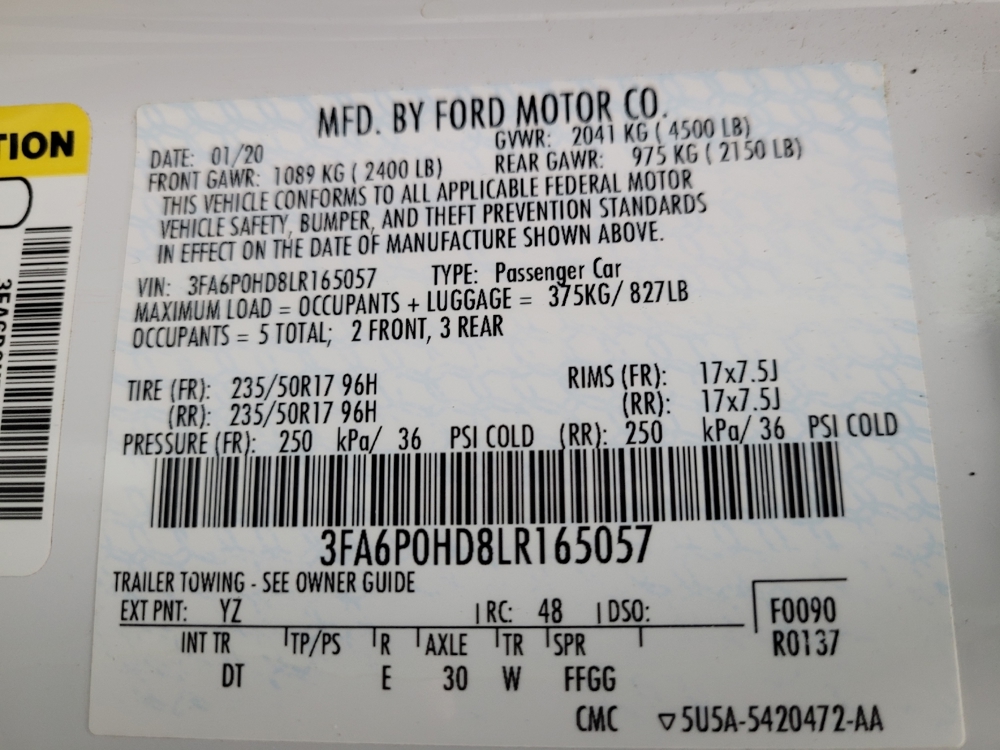 TION
MFD. BY FORD MOTOR CO.
DATE: 01/20 GVWR: 2041 KG ( 4500 LB)
FRONT GAWR: 1089 KG ( 2400 LB) REAR GAWR: 975 KG ( 2150 LB)
THIS VEHICLE CONFORMS TO ALL APPLICABLE FEDERAL MOTOR
VEHICLE SAFETY, BUMPER, AND THEFT PREVENTION STANDARDS
IN EFFECT ON THE DATE OF MANUFACTURE SHOWN ABOVE.
VIN: 3FA6P0HD8LR165057 TYPE: Passenger Car
MAXIMUM LOAD = OCCUPANTS + LUGGAGE = 375KG/ 827LB
OCCUPANTS = 5 TOTAL; 2 FRONT, 3 REAR
TIRE (FR): 235/50R17 96H RIMS (FR): 17x7.5J
(RR): 235/50R17 96H (RR): 17x7.5J
PRESSURE (FR): 250 kPa/ 36 PSI COLD (RR): 250 kPa/ 36 PSI COLD
3FA6P0HD8LR165057
TRAILER TOWING - SEE OWNER GUIDE
EXT PNT: YZ | RC: 48 | DSO: F0090
INT TR | TP/PS | R | AXLE | TR | SPR | R0137
DT E 30 W FFGG
CMC ▽5U5A-5420472-AA